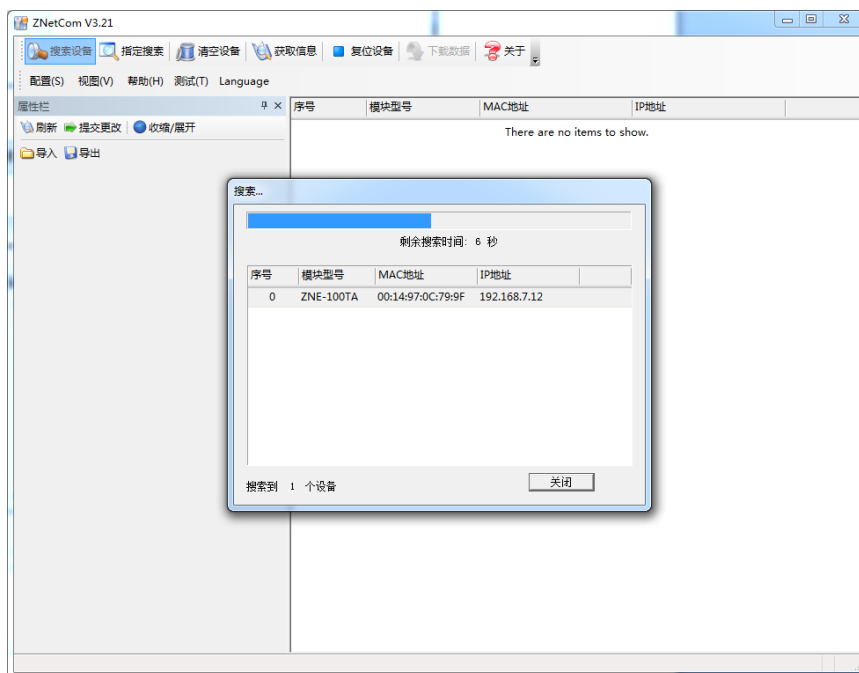 ZNetCom V3.21
搜索设备 指定搜索 清空设备 获取信息 复位设备 下载数据 关于
配置(S) 视图(V) 帮助(H) 测试(T) Language
属性栏
刷新 提交更改 收缩/展开
导入 导出
序号 模块型号 MAC地址 IP地址
There are no items to show.
搜索...
剩余搜索时间: 6 秒
序号 模块型号 MAC地址 IP地址
0 ZNE-100TA 00:14:97:0C:79:9F 192.168.7.12
搜索到 1 个设备
关闭